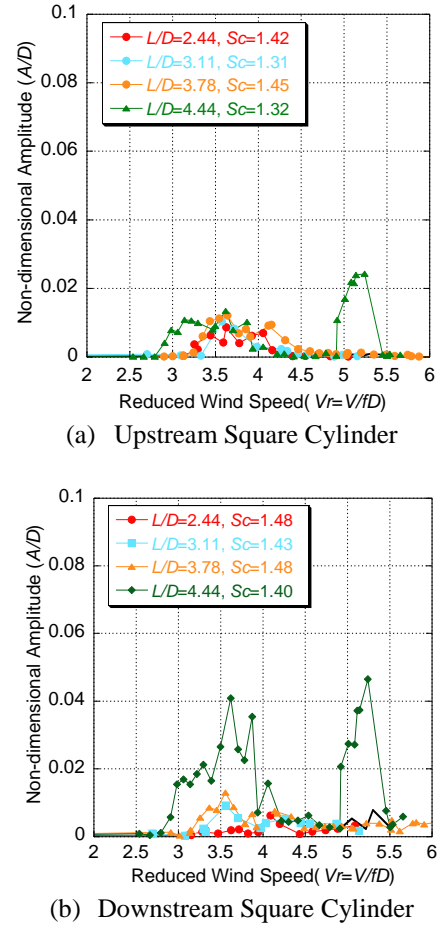 0.1
0.08
0.06
0.04
0.02
0
Non-dimensional Amplitude (A/D)
L/D=2.44, Sc=1.42
L/D=3.11, Sc=1.31
L/D=3.78, Sc=1.45
L/D=4.44, Sc=1.32
2 2.5 3 3.5 4 4.5 5 5.5 6
Reduced Wind Speed( Vr=V/fD)
(a) Upstream Square Cylinder
0.1
0.08
0.06
0.04
0.02
0
Non-dimensional Amplitude (A/D)
L/D=2.44, Sc=1.48
L/D=3.11, Sc=1.43
L/D=3.78, Sc=1.48
L/D=4.44, Sc=1.40
2 2.5 3 3.5 4 4.5 5 5.5 6
Reduced Wind Speed( Vr=V/fD)
(b) Downstream Square Cylinder